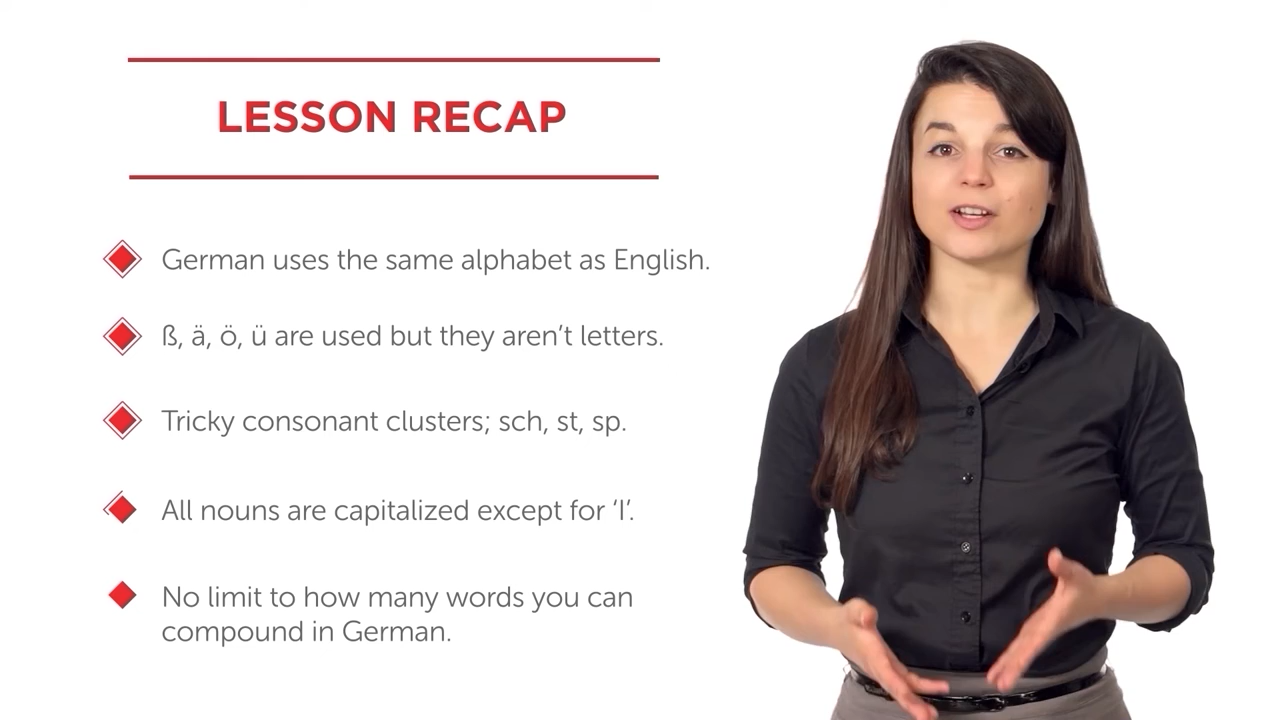 LESSON RECAP
German uses the same alphabet as English.
ß, ä, ö, ü are used but they aren’t letters.
Tricky consonant clusters; sch, st, sp.
All nouns are capitalized except for ‘I’.
No limit to how many words you can
compound in German.